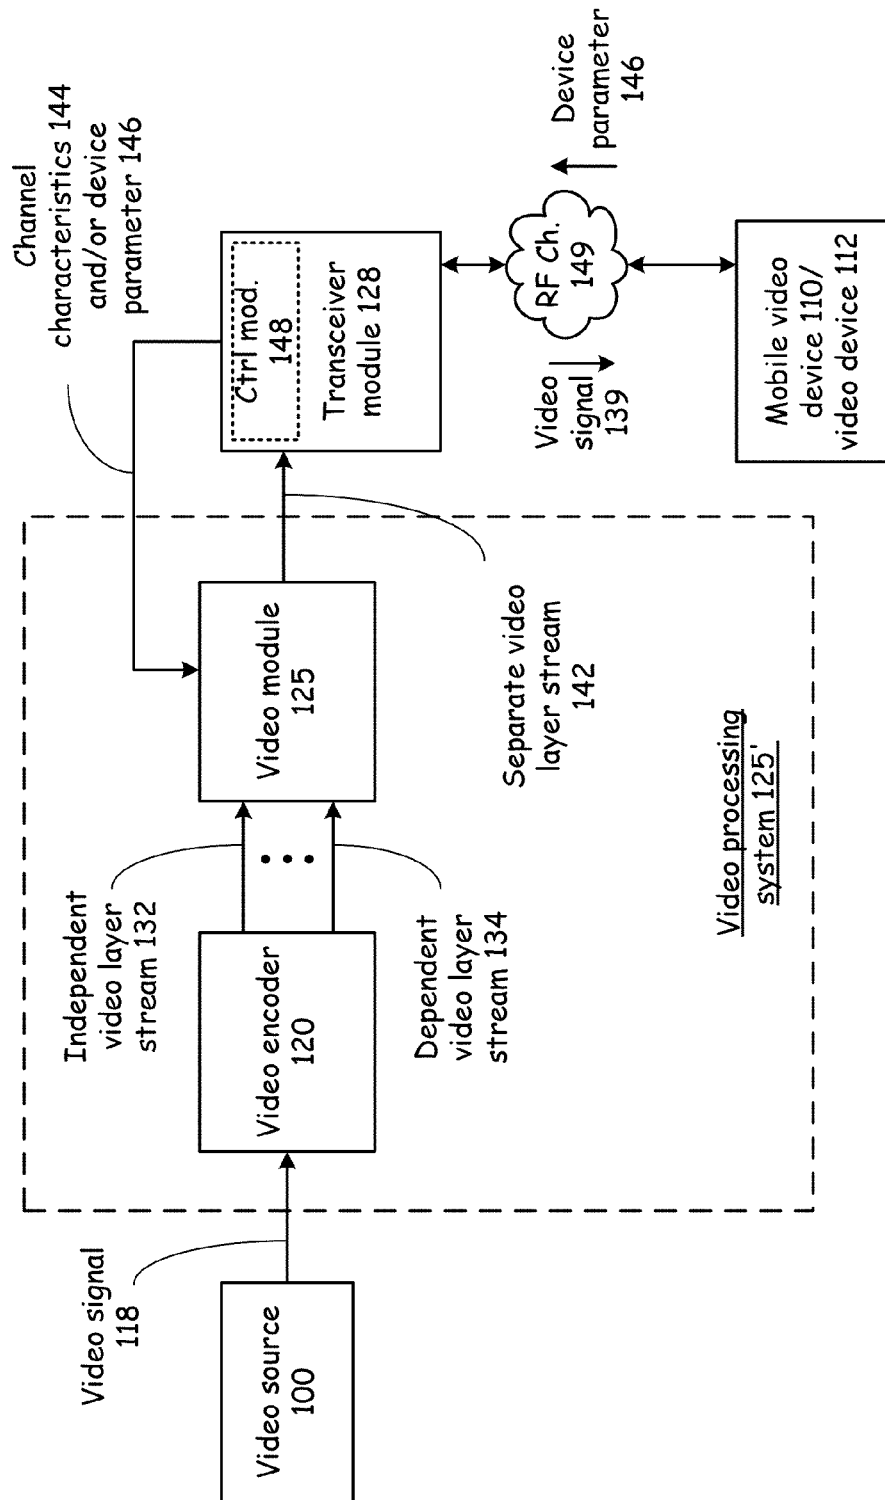 Video source
100
Video signal
118
Video encoder
120
Independent
video layer
stream 132
Dependent
video layer
stream 134
Video module
125
Separate video
layer stream
142
Video processing
system 125'
Channel
characteristics 144
and/or device
parameter 146
Ctrl mod.
148
Transceiver
module 128
Video
signal
139
RF Ch.
149
Device
parameter
146
Mobile video
device 110/
video device 112